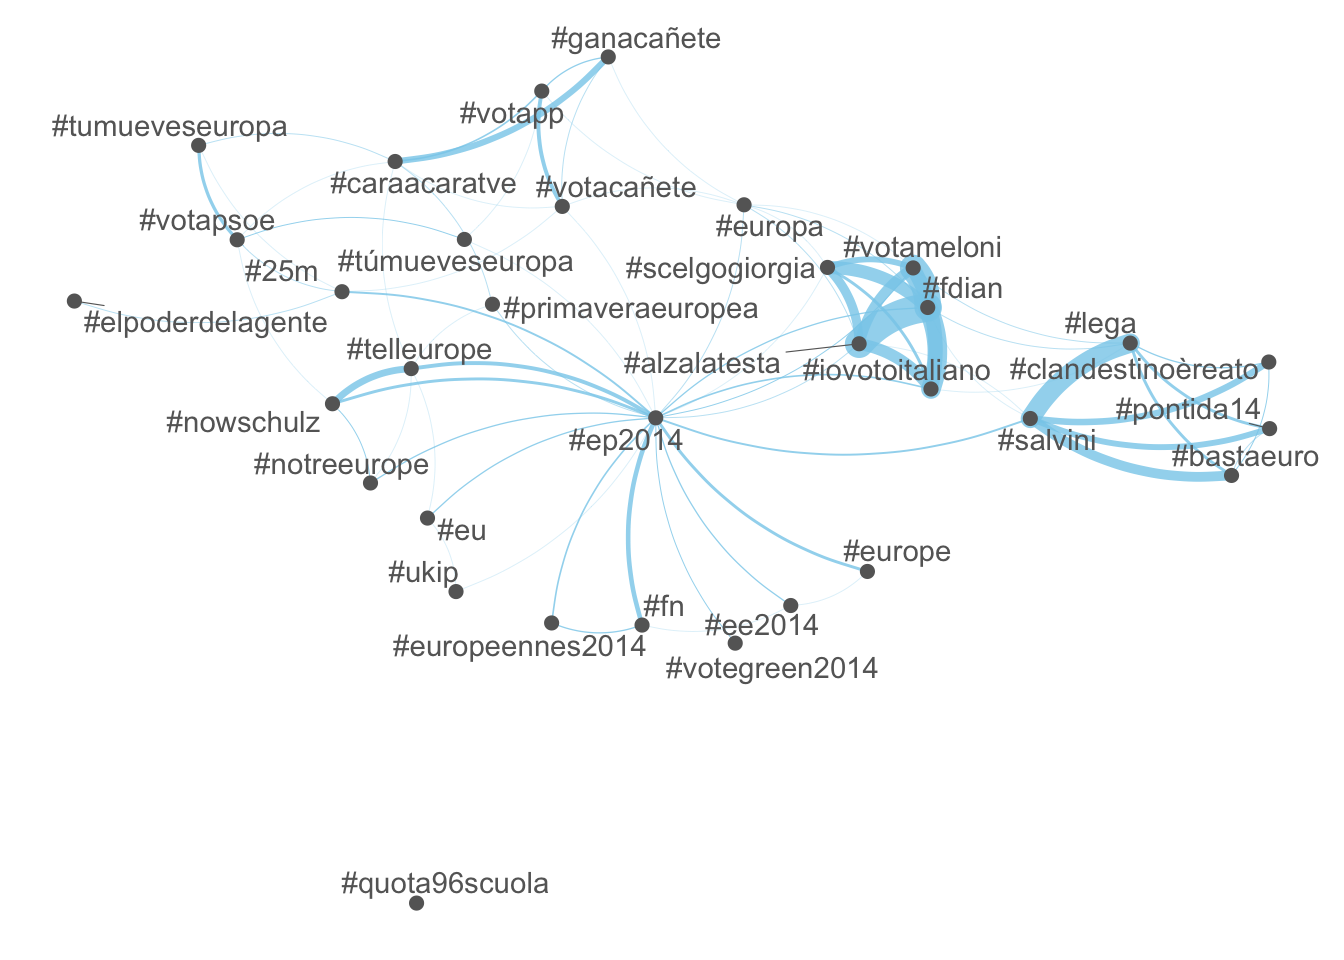 #ganacañete
#votapp
#tumueveseuropa
#caraacaratve
#votacañete
#votapsoe
#europa
#votameloni
#25m
#túmueveseuropa
#scelgogiorgia
#fdian
#elpoderdelagente
#primaveraeuropea
#lega
#telleurope
#alzalatesta
#iovotoitaliano
#clandestinoèreato
#nowschulz
#pontida14
#ep2014
#salvini
#notreeurope
#bastaeuro
#eu
#europe
#ukip
#fn
#ee2014
#europeennes2014
#votegreen2014
#quota96scuola